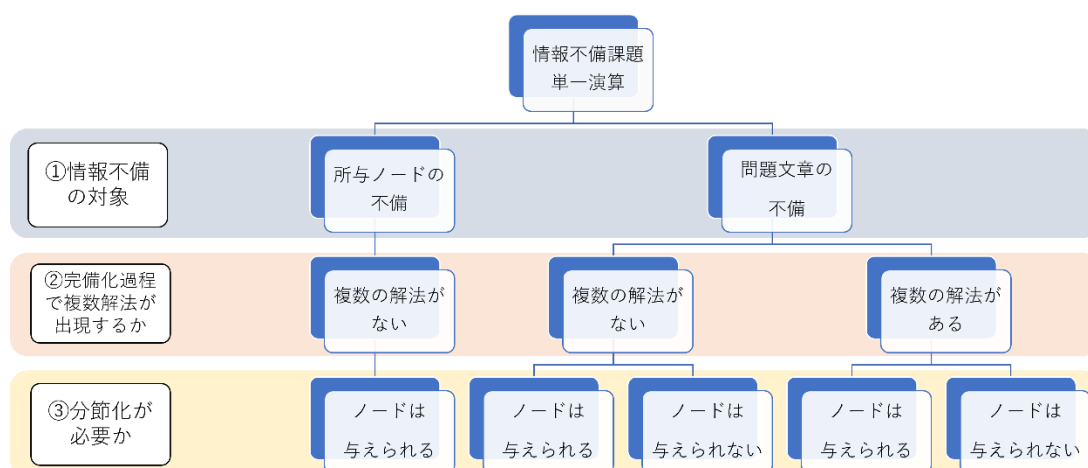 情報不備課題
単一演算
①情報不備
の対象
所与ノードの
不備
問題文章の
不備
②完備化過程
で複数解法が
出現するか
複数の解法が
ない
複数の解法が
ない
複数の解法が
ある
③分節化が
必要か
ノードは
与えられる
ノードは
与えられる
ノードは
与えられない
ノードは
与えられる
ノードは
与えられない